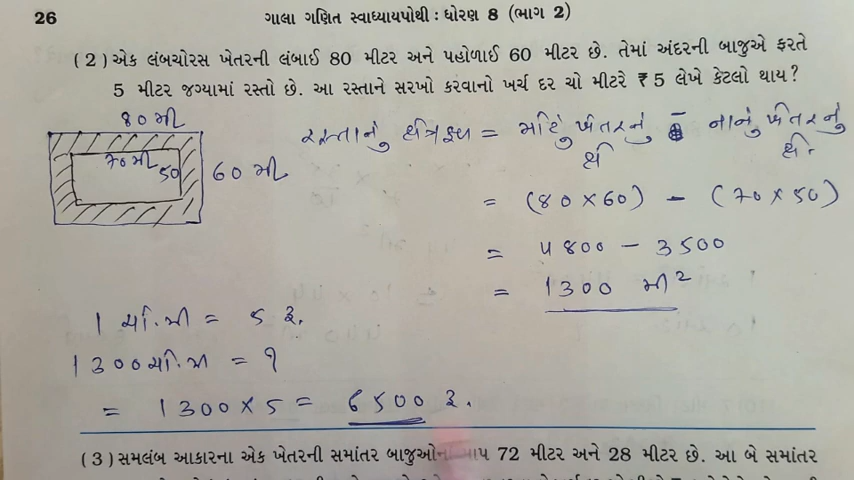 26 ગાલા ગણિત સ્વાધ્યાયપોથી : ધોરણ 8 (ભાગ 2)
(2) એક લંબચોરસ ખેતરની લંબાઈ 80 મીટર અને પહોળાઈ 60 મીટર છે. તેમાં અંદરની બાજુએ ફરતે
5 મીટર જગ્યામાં રસ્તો છે. આ રસ્તાને સરખો કરવાનો ખર્ચ દર ચો મીટરે ₹ 5 લેખે કેટલો થાય?
80 મી
રસ્તાનું ક્ષેત્રફળ = મોટું ખેતરનું - નાનું ખેતરનું
ક્ષે ક્ષે.
70 મી
50
60 મી
= (80 × 60) - (70 × 50)
= 4800 - 3500
= 1300 મી²
1 ચો.મી = 5 રૂ.
1300 ચો.મી = ?
= 1300 × 5 = 6500 રૂ.
(3) સમલંબ આકારના એક ખેતરની સમાંતર બાજુઓના માપ 72 મીટર અને 28 મીટર છે. આ બે સમાંતર